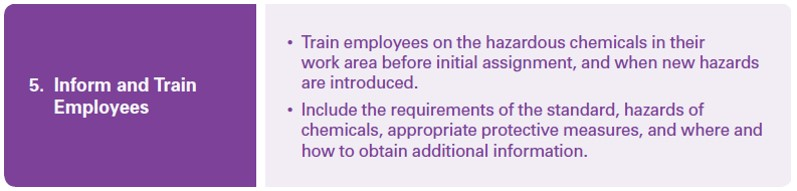 5. Inform and Train
Employees
• Train employees on the hazardous chemicals in their
work area before initial assignment, and when new hazards
are introduced.
• Include the requirements of the standard, hazards of
chemicals, appropriate protective measures, and where and
how to obtain additional information.